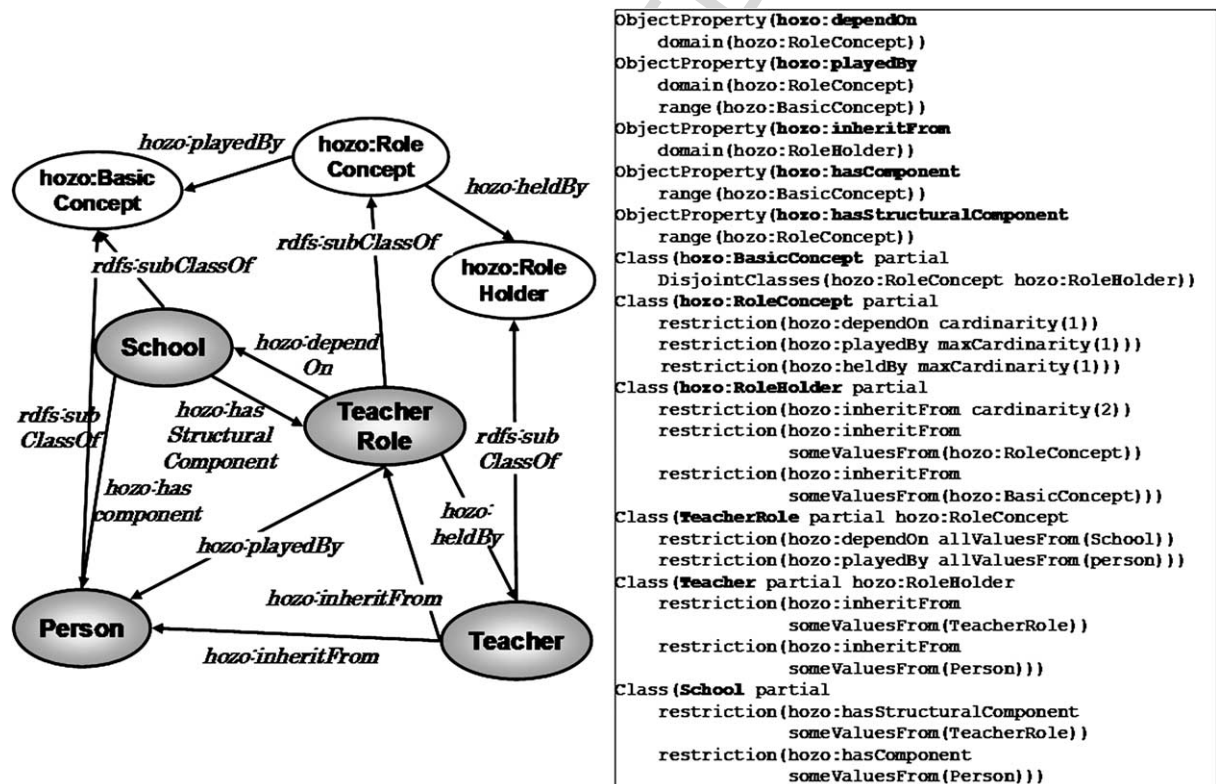 hozo:playedBy
hozo:Role
Concept
hozo:Basic
Concept
hozo:heldBy
rdfs:subClassOf
rdfs:subClassOf
hozo:Role
Holder
School
hozo:depend
On
Teacher
Role
hozo:has
Structural
Component
rdfs:sub
ClassOf
rdfs:sub
ClassOf
hozo:has
component
hozo:
heldBy
hozo:playedBy
hozo:inheritFrom
Person
Teacher
hozo:inheritFrom
ObjectProperty(hozo:dependOn
domain(hozo:RoleConcept))
ObjectProperty(hozo:playedBy
domain(hozo:RoleConcept)
range(hozo:BasicConcept))
ObjectProperty(hozo:inheritFrom
domain(hozo:RoleHolder))
ObjectProperty(hozo:hasComponent
range(hozo:BasicConcept))
ObjectProperty(hozo:hasStructuralComponent
range(hozo:RoleConcept))
Class(hozo:BasicConcept partial
DisjointClasses(hozo:RoleConcept hozo:RoleHolder))
Class(hozo:RoleConcept partial
restriction(hozo:dependOn cardinarity(1))
restriction(hozo:playedBy maxCardinarity(1)))
restriction(hozo:heldBy maxCardinarity(1)))
Class(hozo:RoleHolder partial
restriction(hozo:inheritFrom cardinarity(2))
restriction(hozo:inheritFrom
someValuesFrom(hozo:RoleConcept))
restriction(hozo:inheritFrom
someValuesFrom(hozo:BasicConcept)))
Class(TeacherRole partial hozo:RoleConcept
restriction(hozo:dependOn allValuesFrom(School))
restriction(hozo:playedBy allValuesFrom(person)))
Class(Teacher partial hozo:RoleHolder
restriction(hozo:inheritFrom
someValuesFrom(TeacherRole))
restriction(hozo:inheritFrom
someValuesFrom(Person)))
Class(School partial
restriction(hozo:hasStructuralComponent
someValuesFrom(TeacherRole))
restriction(hozo:hasComponent
someValuesFrom(Person)))